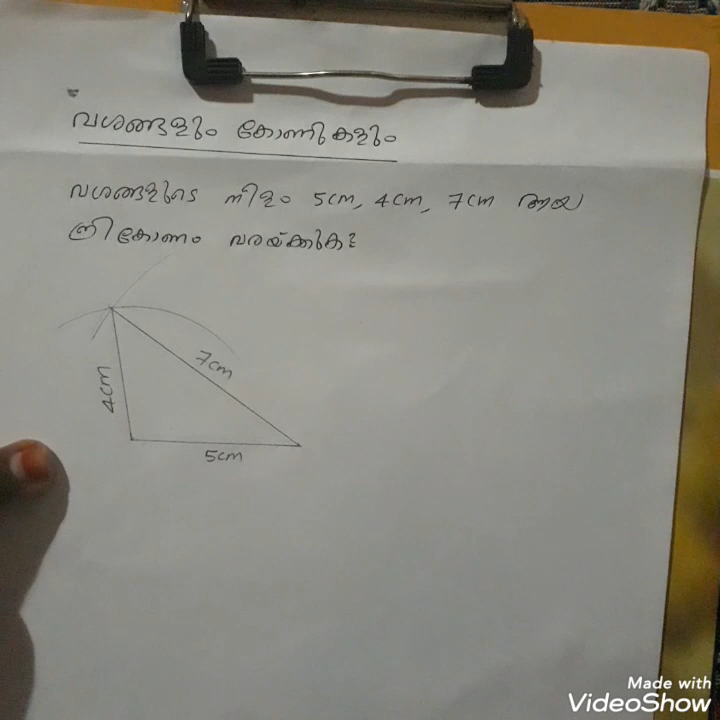 വശങ്ങളും കോണുകളും
വശങ്ങളുടെ നീളം 5cm, 4cm, 7cm ആയ
ത്രികോണം വരയ്ക്കുക?
4cm
7cm
5cm
Made with
VideoShow